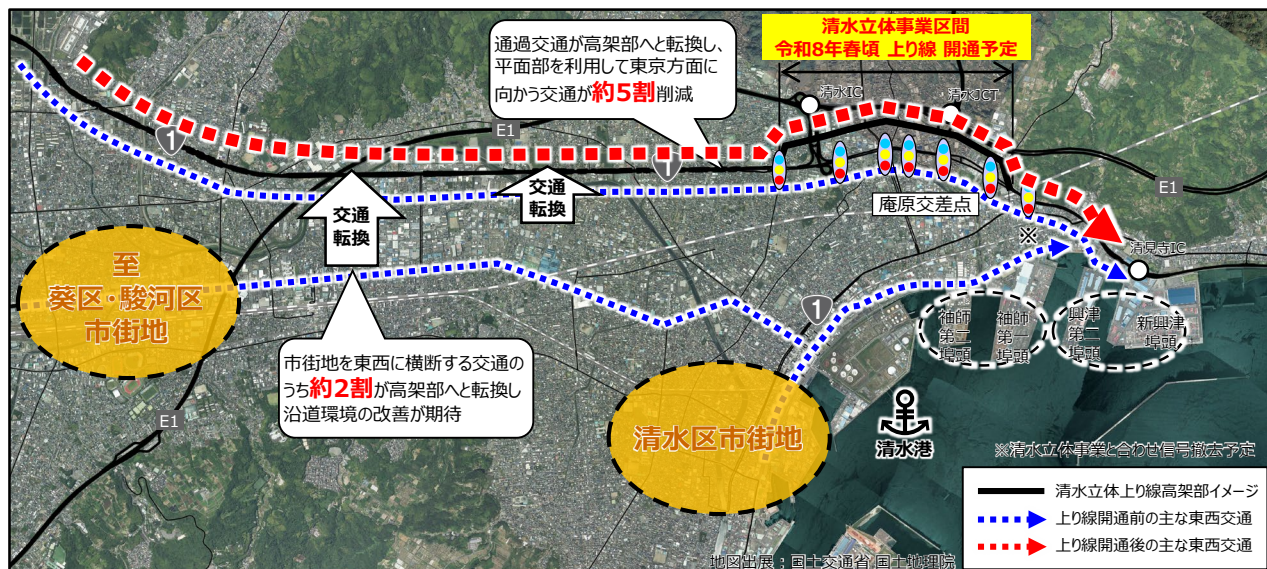 清水立体事業区間
令和8年春頃 上り線 開通予定
通過交通が高架部へと転換し、
平面部を利用して東京方面に
向かう交通が約5割削減
清水IC
清水JCT
E1
1
1
E1
交通
転換
交通
転換
庵原交差点
※
清見寺IC
至
葵区・駿河区
市街地
1
袖師
第二
埠頭
袖師
第一
埠頭
興津
第二
埠頭
新興津
埠頭
市街地を東西に横断する交通の
うち約2割が高架部へと転換し
沿道環境の改善が期待
E1
清水区市街地
清水港
※清水立体事業と合わせ信号撤去予定
清水立体上り線高架部イメージ
上り線開通前の主な東西交通
上り線開通後の主な東西交通
地図出展：国土交通省 国土地理院